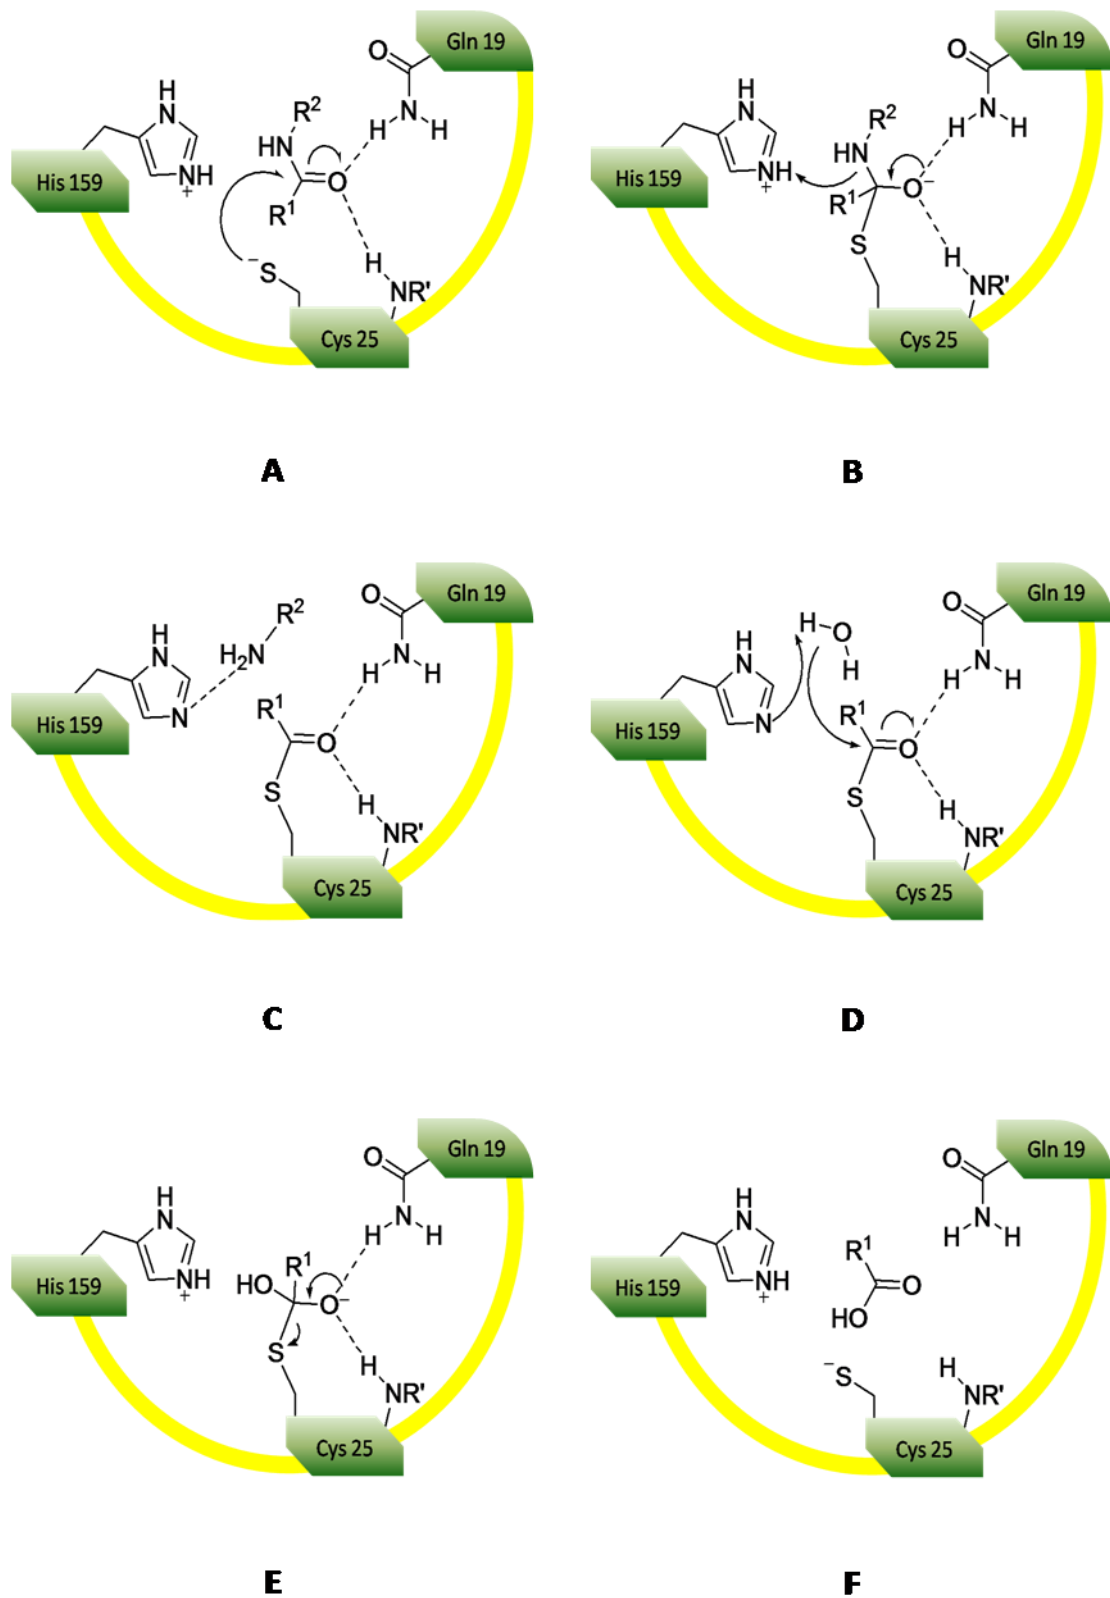 Gln 19
O
H
N
H
H
N
R²
HN
O
R¹
NH
+
His 159
⁻S
H
NR'
Cys 25
A
Gln 19
O
H
N
H
H
N
R²
HN
R¹
O⁻
NH
+
His 159
S
H
NR'
Cys 25
B
Gln 19
O
H
N
H
R²
H₂N
H
N
N
His 159
R¹
O
S
H
NR'
Cys 25
C
Gln 19
O
H
N
H
H
O
H
H
N
N
His 159
R¹
O
S
H
NR'
Cys 25
D
Gln 19
O
H
N
H
H
N
NH
+
His 159
HO
R¹
O⁻
S
H
NR'
Cys 25
E
Gln 19
O
N
H
H
H
N
NH
+
His 159
R¹
O
HO
⁻S
H
NR'
Cys 25
F